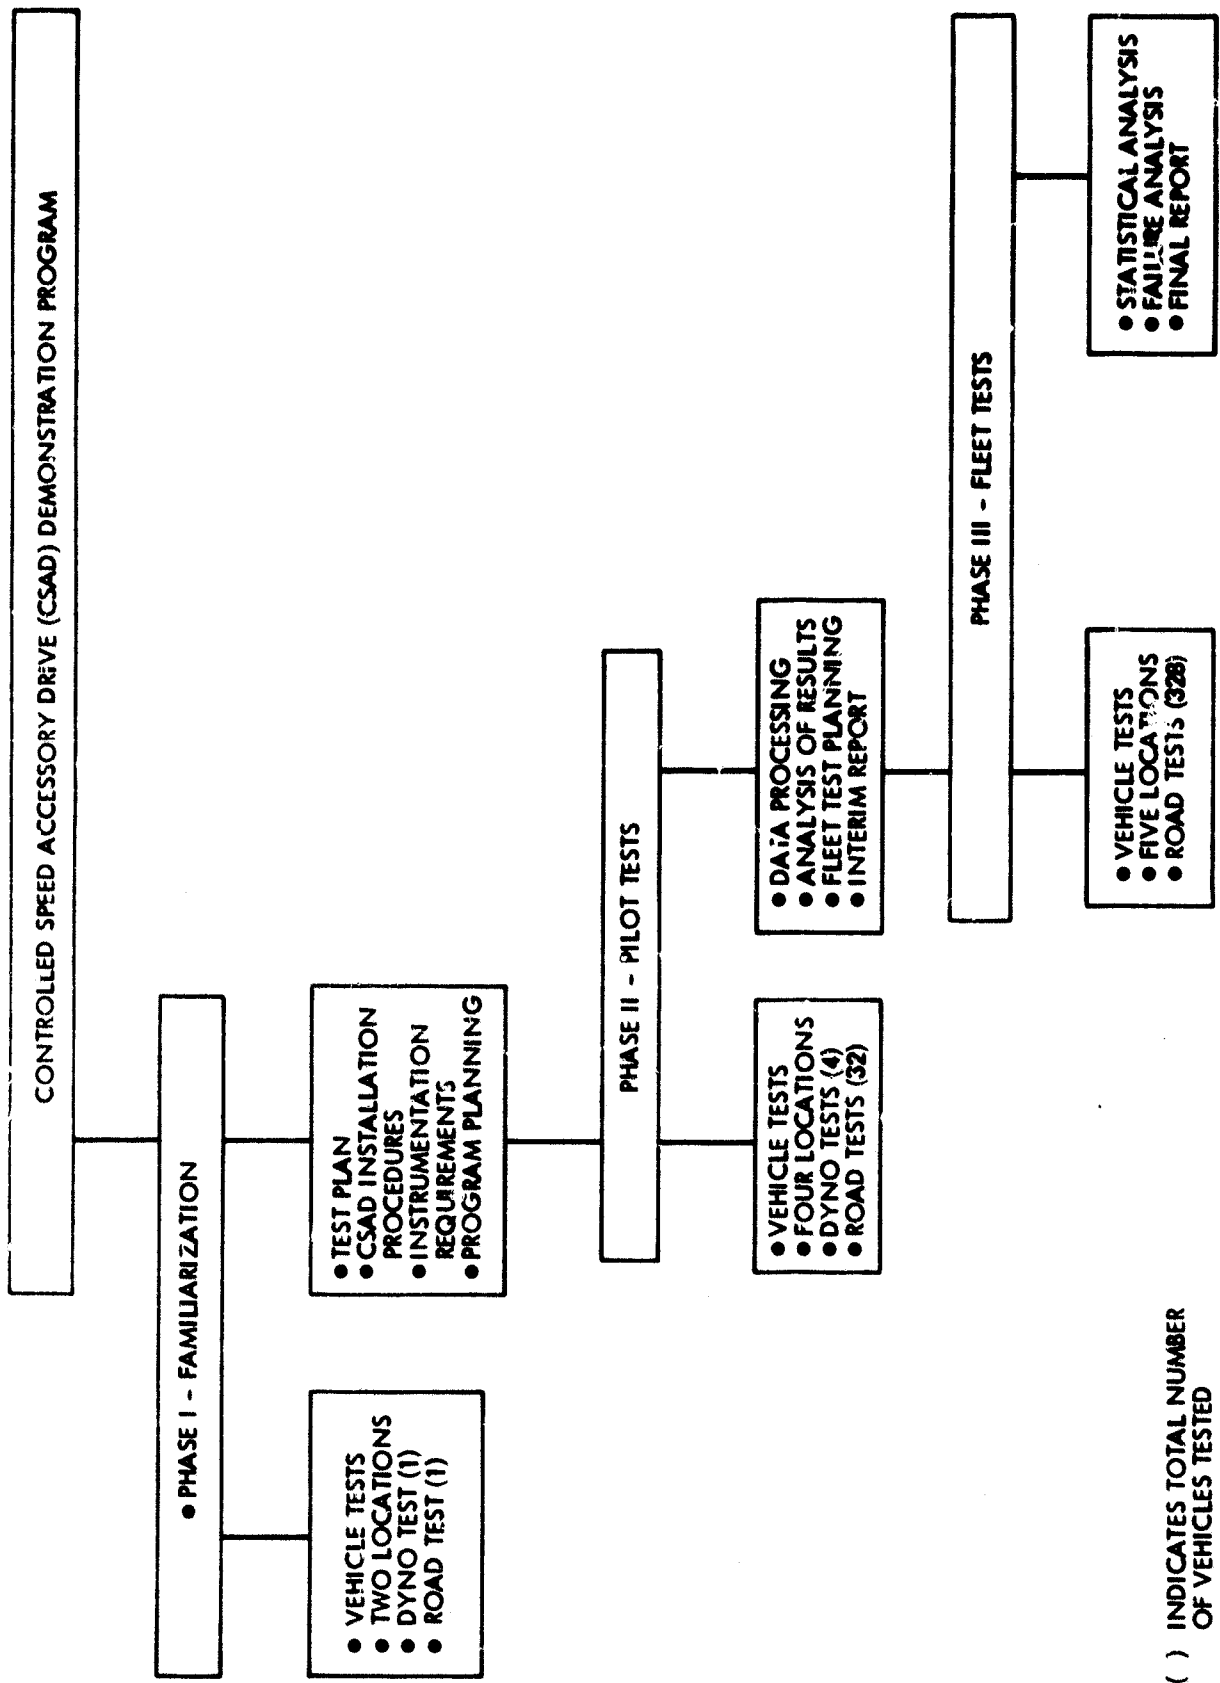 CONTROLLED SPEED ACCESSORY DRIVE (CSAD) DEMONSTRATION PROGRAM
● PHASE I - FAMILIARIZATION
● VEHICLE TESTS
● TWO LOCATIONS
● DYNO TEST (1)
● ROAD TEST (1)
● TEST PLAN
● CSAD INSTALLATION
PROCEDURES
● INSTRUMENTATION
REQUIREMENTS
● PROGRAM PLANNING
PHASE II - PILOT TESTS
● VEHICLE TESTS
● FOUR LOCATIONS
● DYNO TESTS (4)
● ROAD TESTS (32)
● DATA PROCESSING
● ANALYSIS OF RESULTS
● FLEET TEST PLANNING
● INTERIM REPORT
PHASE III - FLEET TESTS
● VEHICLE TESTS
● FIVE LOCATIONS
● ROAD TESTS (328)
● STATISTICAL ANALYSIS
● FAILURE ANALYSIS
● FINAL REPORT
( ) INDICATES TOTAL NUMBER
OF VEHICLES TESTED